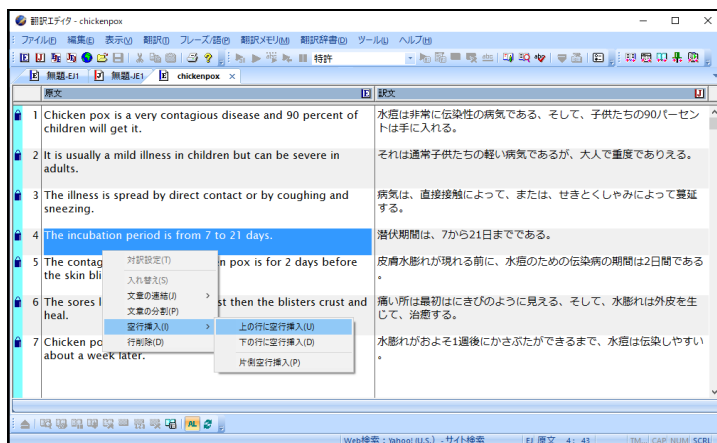 翻訳エディタ - chickenpox
ファイル(F) 編集(E) 表示(V) 翻訳(T) フレーズ/語(P) 翻訳メモリ(M) 翻訳辞書(D) ツール(L) ヘルプ(H)
特許
無題-EJ1 無題-JE1 chickenpox ×
原文 E 訳文 J
1 Chicken pox is a very contagious disease and 90 percent of
children will get it.
水痘は非常に伝染性の病気である、そして、子供たちの90パーセン
トは手に入れる。
2 It is usually a mild illness in children but can be severe in
adults.
それは通常子供たちの軽い病気であるが、大人で重度でありえる。
3 The illness is spread by direct contact or by coughing and
sneezing.
病気は、直接接触によって、または、せきとくしゃみによって蔓延
する。
4 The incubation period is from 7 to 21 days.
潜伏期間は、7から21日までである。
5 The contag
n pox is for 2 days before
the skin bli
皮膚水膨れが現れる前に、水痘のための伝染病の期間は2日間である
。
6 The sores l
st then the blisters crust and
heal.
痛い所は最初はにきびのように見える、そして、水膨れは外皮を生
じて、治癒する。
7 Chicken po
about a week later.
水膨れがおよそ1週後にかさぶたができるまで、水痘は伝染しやすい
。
対訳設定(T)
入れ替え(S)
文章の連結(J)
文章の分割(P)
空行挿入(I)
行削除(D)
上の行に空行挿入(U)
下の行に空行挿入(D)
片側空行挿入(P)
Web検索 : Yahoo! (U.S.) - サイト検索 EJ 原文 4: 43 TM CAP NUM SCRL